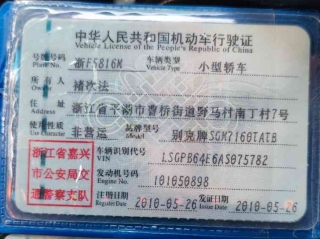 中华人民共和国机动车行驶证
Vehicle License of the People's Republic of China
号牌号码 浙F5816M 车辆类型 小型轿车
Plate No. Vehicle Type
所有人
Owner
住址 浙江省平湖市曹桥街道野马村南丁村7号
Address
使用性质 非营运 品牌型号 别克牌SGM7160TATB
Use Character
浙江省嘉兴
市公安局交
通警察支队
车辆识别代号 LSGPB64E6AS075782
VIN
发动机号码 101050898
Engine No.
注册日期 2010-05-26 发证日期 2010-05-26
Register Date Issue Date